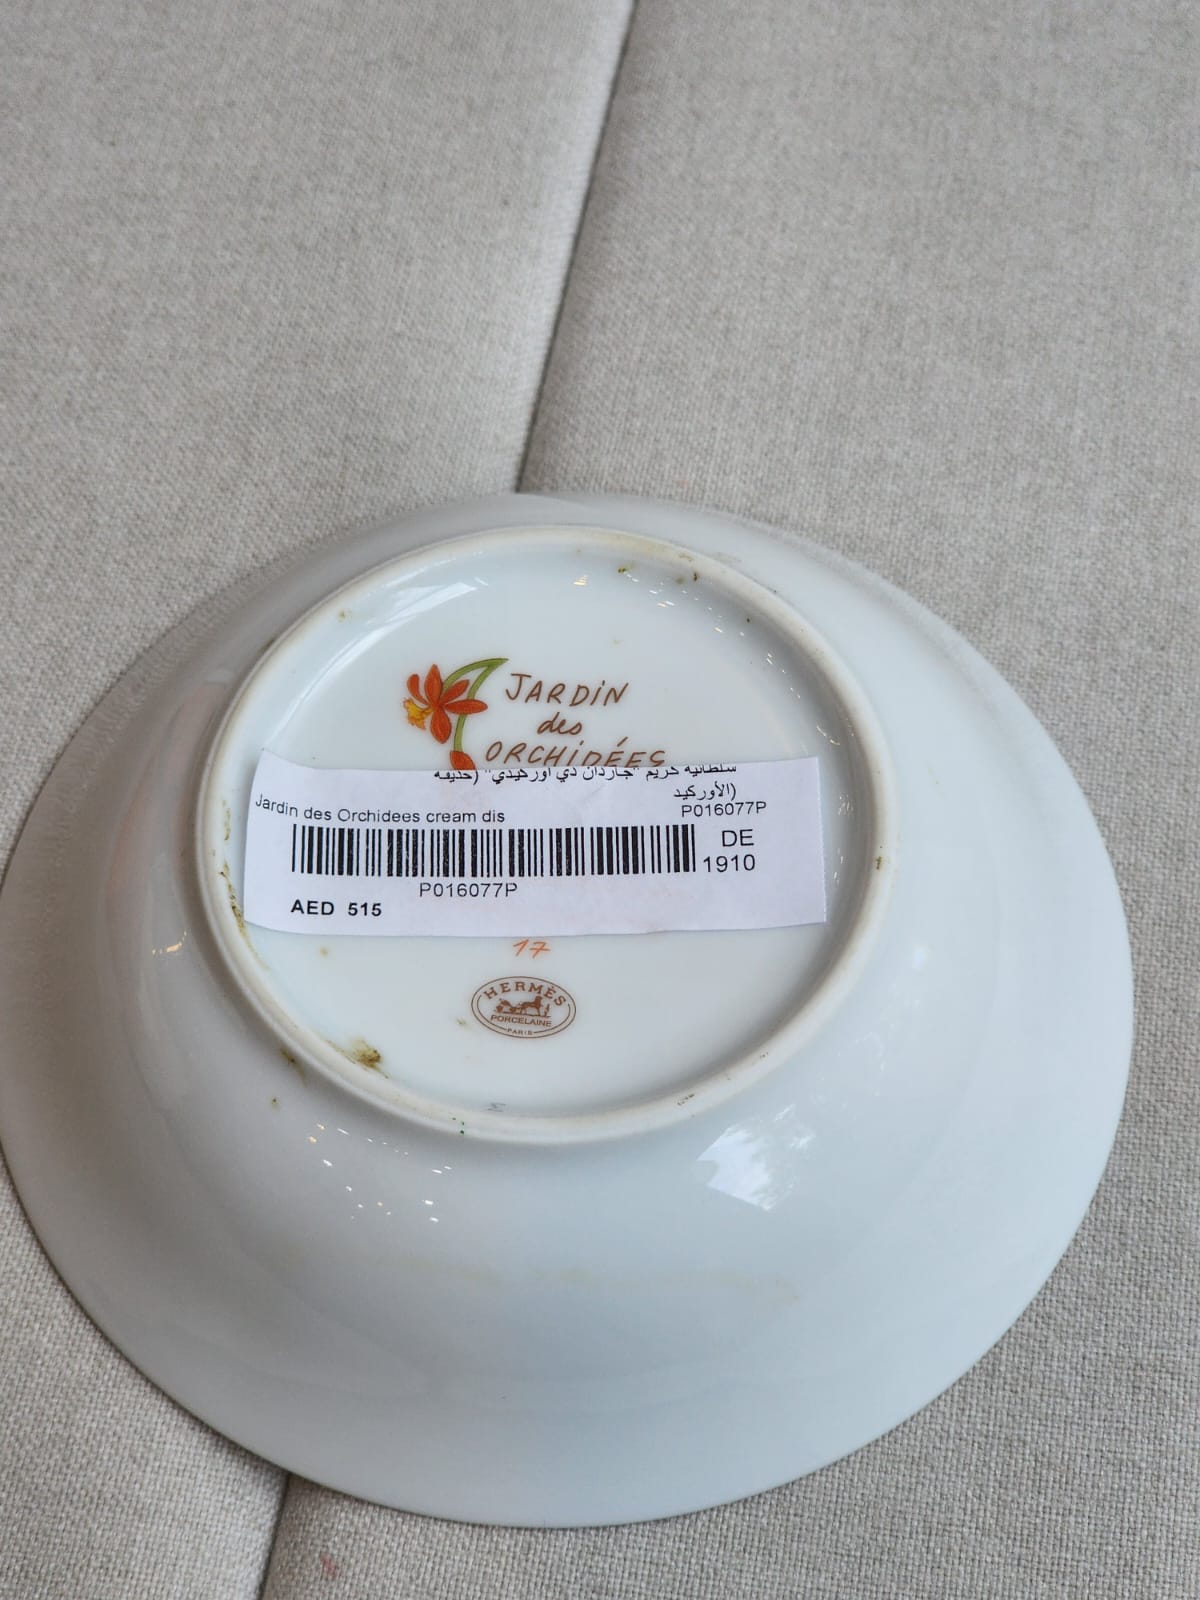 JARDIN
des
ORCHIDÉES
سلطانية كريم "جاردان دي اوركيدي" (حديقة
الأوركيد)
P016077P
Jardin des Orchidees cream dis
DE
1910
P016077P
AED 515
17
HERMÈS
PORCELAINE
PARIS